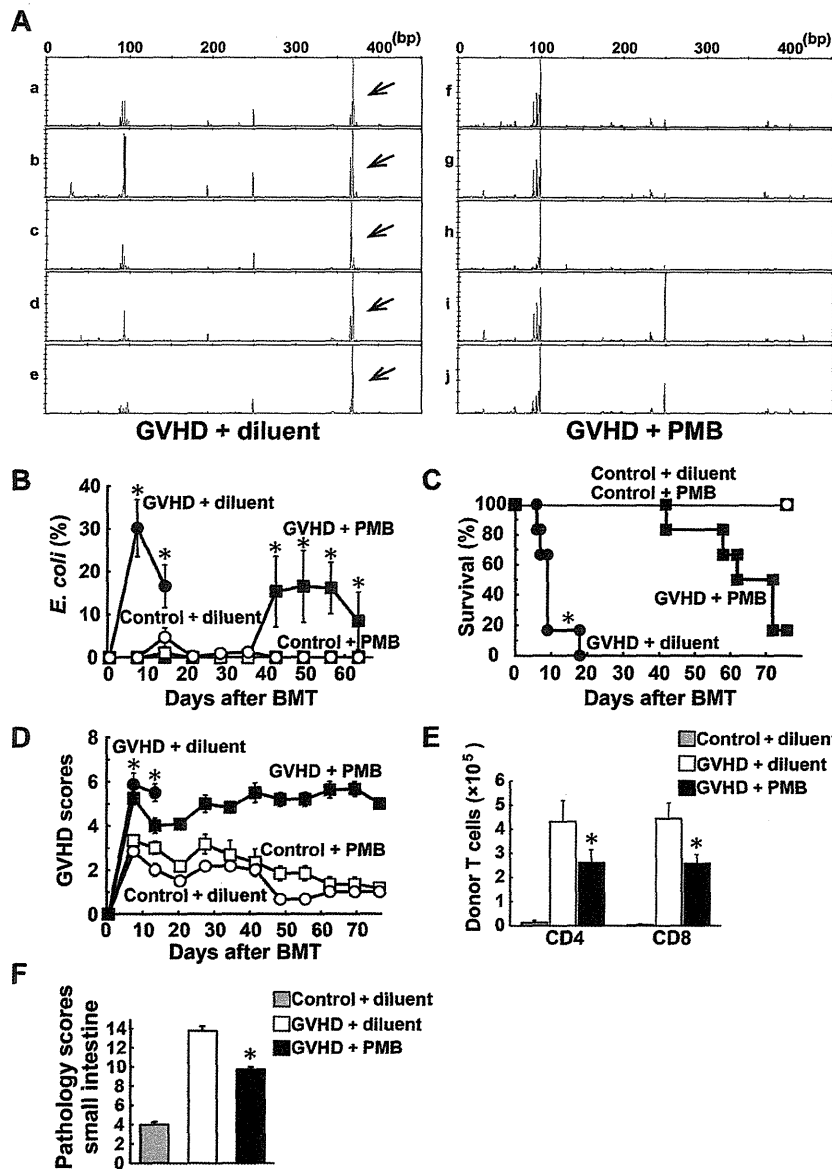 A
0 100 200 300 400 (bp)
0 100 200 300 400 (bp)
a
b
c
d
e
f
g
h
i
j
GVHD + diluent
GVHD + PMB
B
E. coli (%)
40
30
20
10
0
* GVHD + diluent
*
GVHD + PMB
* * * *
Control + diluent
Control + PMB
0 10 20 30 40 50 60
Days after BMT
C
Survival (%)
100
80
60
40
20
0
Control + diluent
Control + PMB
GVHD + PMB
*
GVHD + diluent
0 10 20 30 40 50 60 70
Days after BMT
D
GVHD scores
8
6
4
2
0
GVHD + diluent
* *
GVHD + PMB
Control + PMB
Control + diluent
0 10 20 30 40 50 60 70
Days after BMT
E
Control + diluent
GVHD + diluent
GVHD + PMB
Donor T cells (×10⁵)
6
5
4
3
2
1
0
* *
CD4 CD8
F
Control + diluent
GVHD + diluent
GVHD + PMB
Pathology scores
small intestine
14
12
10
8
6
4
2
0
*